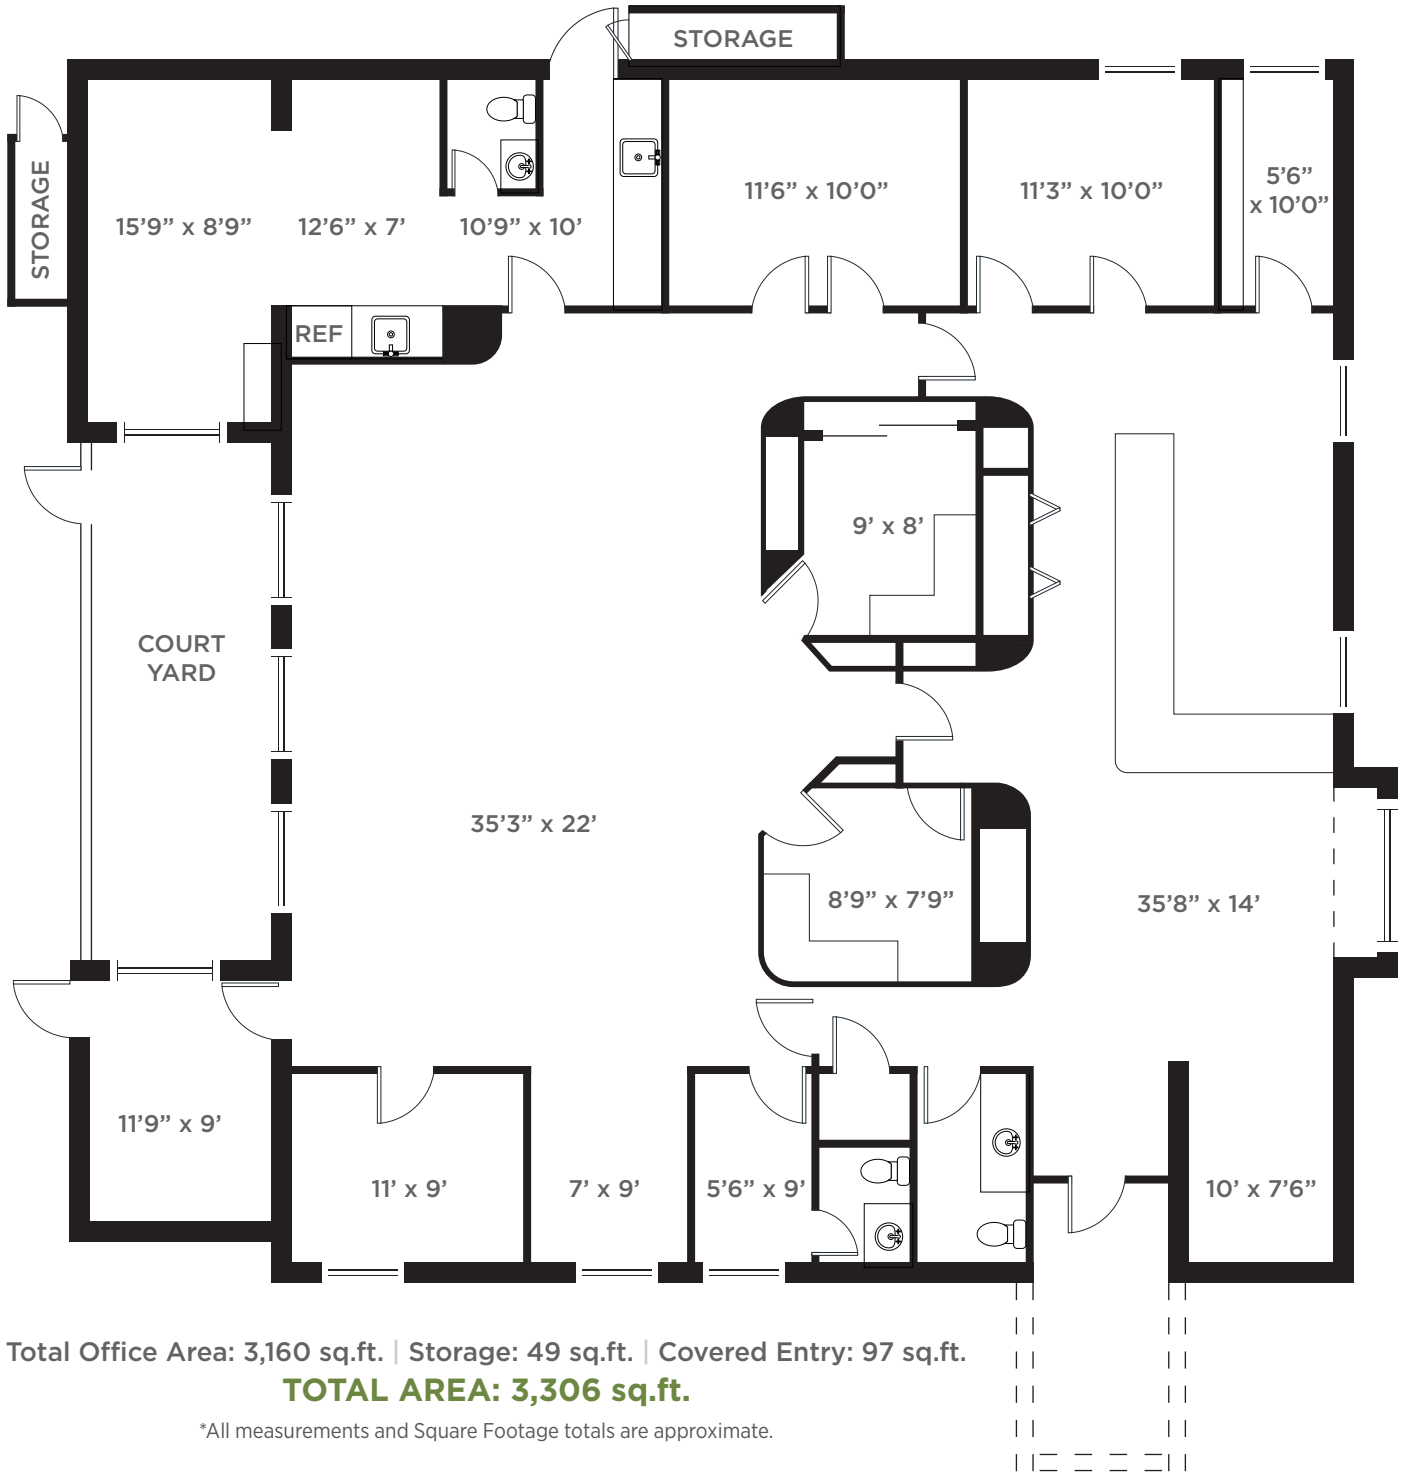 STORAGE
STORAGE
15’9” x 8’9”
12’6” x 7’
10’9” x 10’
11’6” x 10’0”
11’3” x 10’0”
5’6”
x 10’0”
REF
9’ x 8’
COURT
YARD
35’3” x 22’
8’9” x 7’9”
35’8” x 14’
11’9” x 9’
11’ x 9’
7’ x 9’
5’6” x 9’
10’ x 7’6”
Total Office Area: 3,160 sq.ft. | Storage: 49 sq.ft. | Covered Entry: 97 sq.ft.
TOTAL AREA: 3,306 sq.ft.
*All measurements and Square Footage totals are approximate.